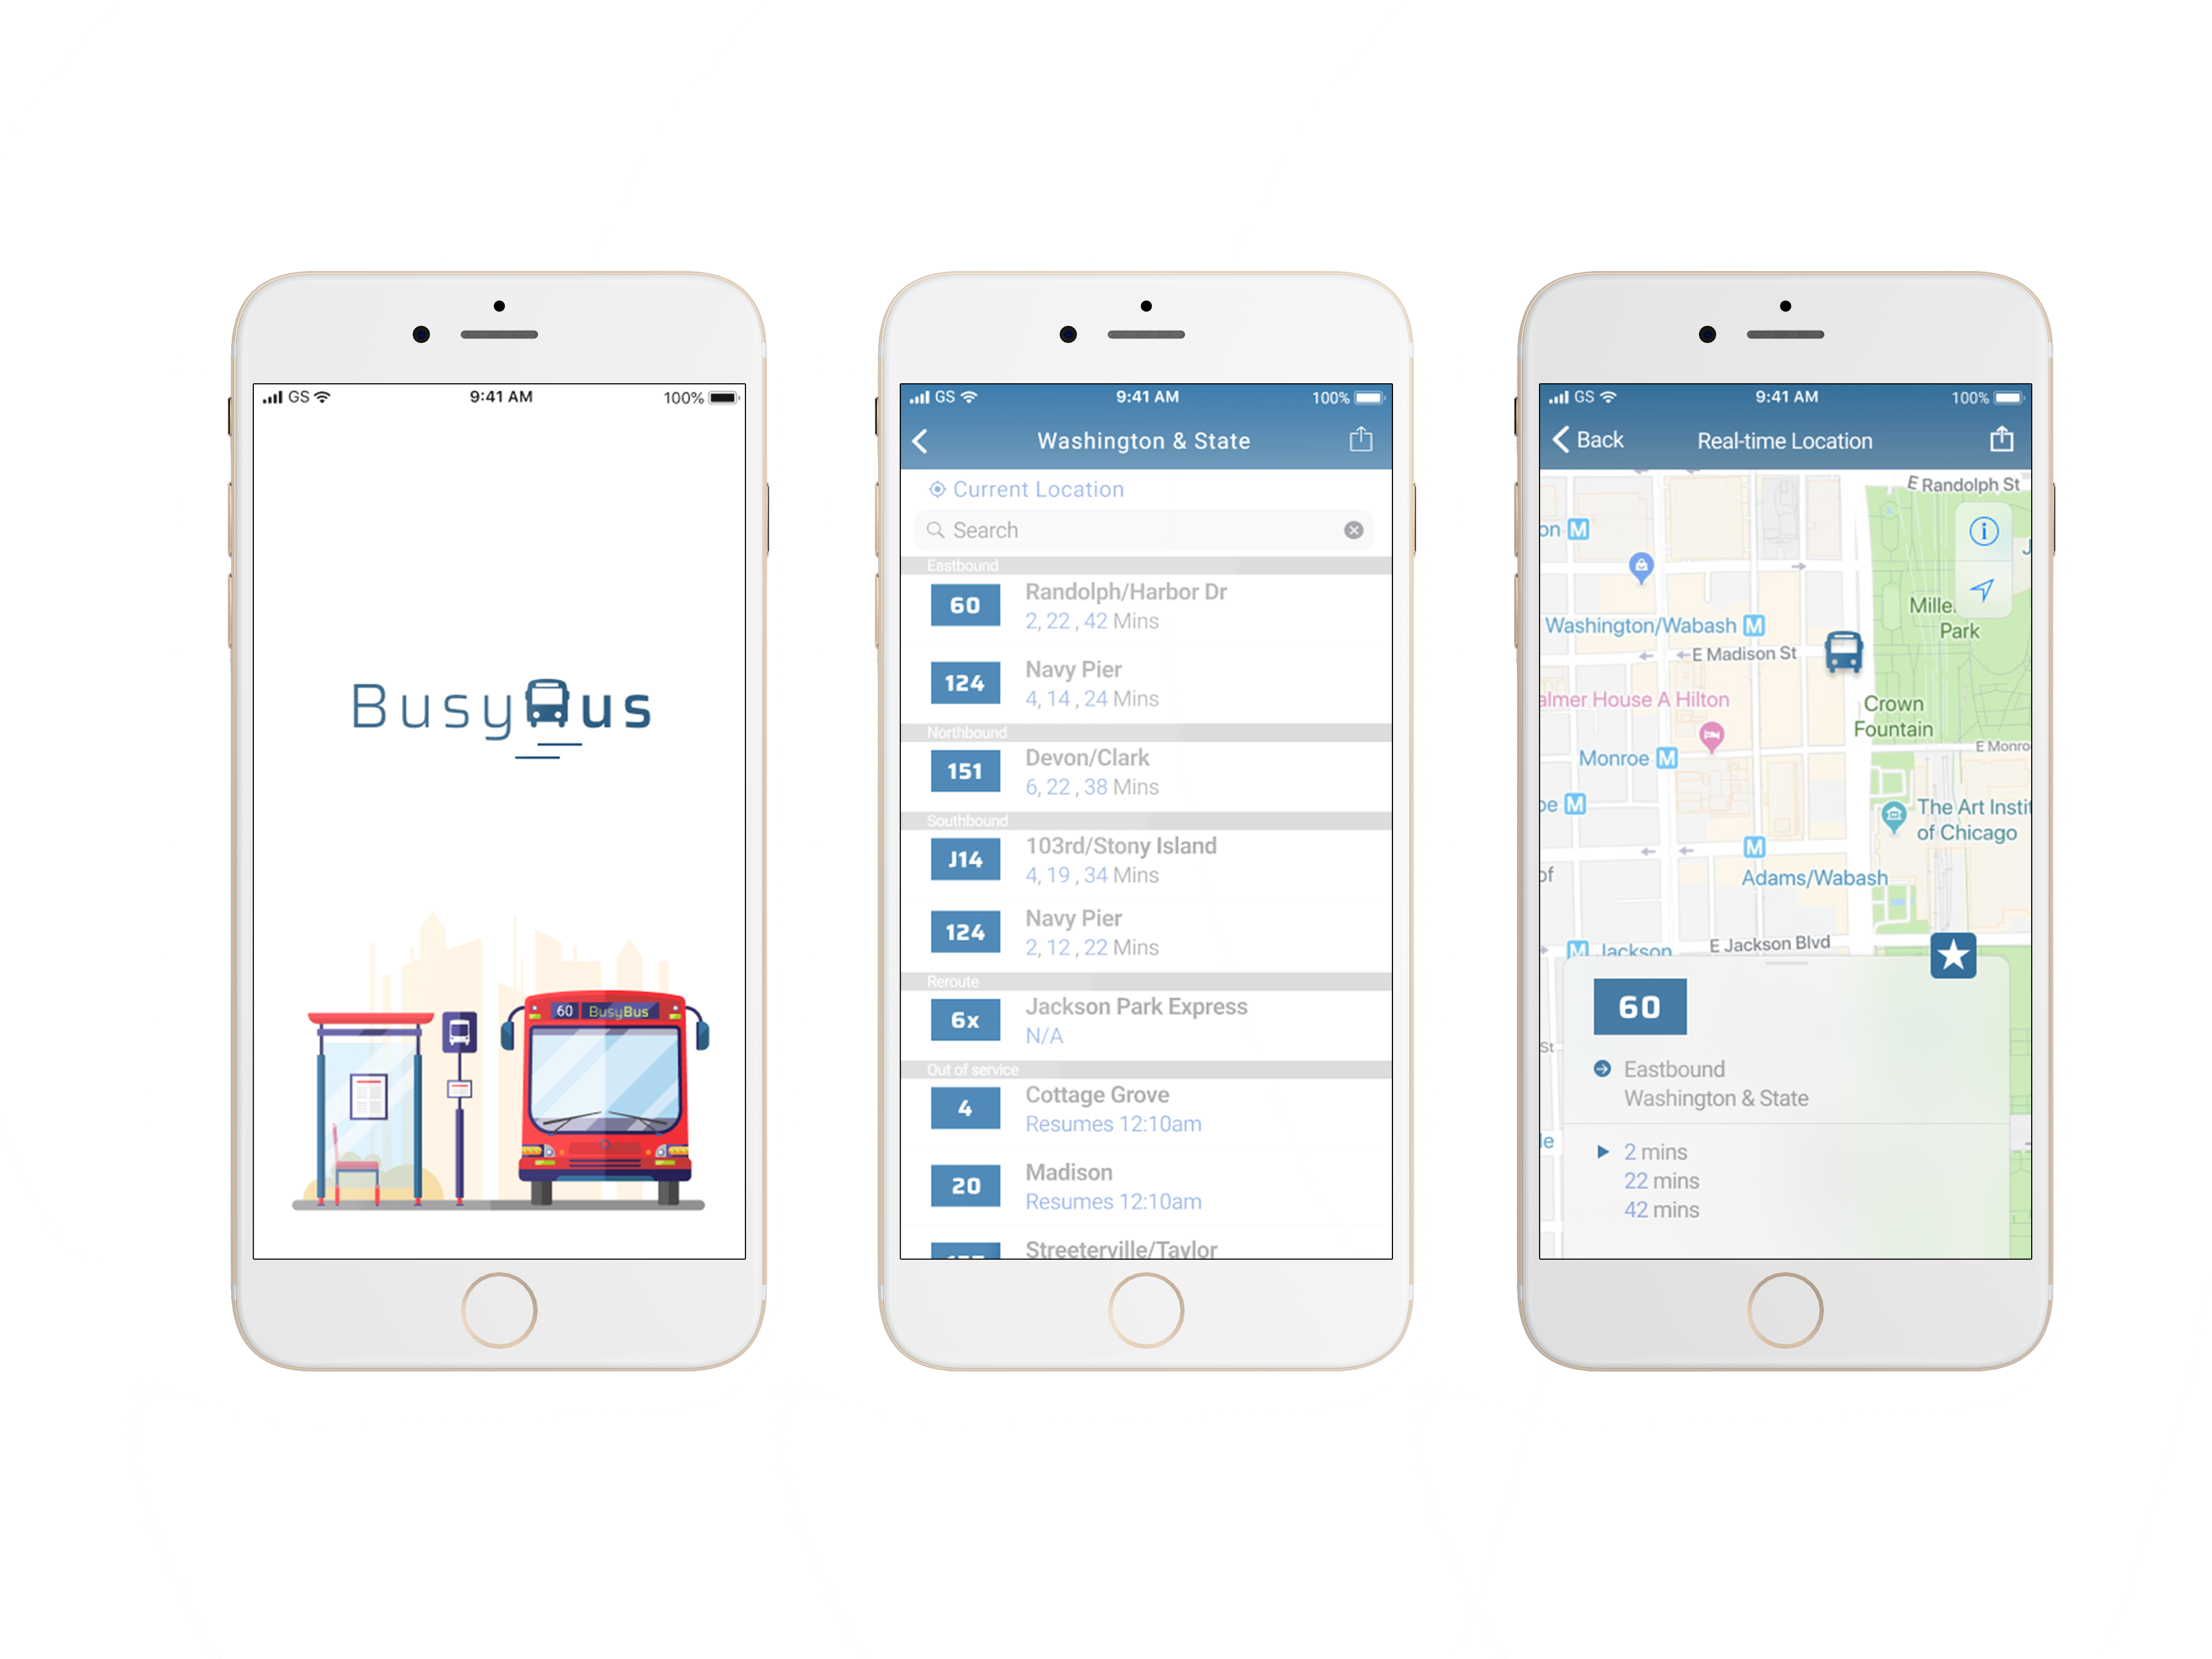 GS 9:41 AM 100%
BusyBus
60 BusyBus
GS 9:41 AM 100%
Washington & State
Current Location
Search
Eastbound
60 Randolph/Harbor Dr
2, 22 , 42 Mins
124 Navy Pier
4, 14 , 24 Mins
Northbound
151 Devon/Clark
6, 22 , 38 Mins
Southbound
J14 103rd/Stony Island
4, 19 , 34 Mins
124 Navy Pier
2, 12 , 22 Mins
Reroute
6x Jackson Park Express
N/A
Out of service
4 Cottage Grove
Resumes 12:10am
20 Madison
Resumes 12:10am
Streeterville/Taylor
GS 9:41 AM 100%
Back Real-time Location
E Randolph St
on M
Mille
Park
Washington/Wabash M
E Madison St
almer House A Hilton
Crown
Fountain
E Monro
Monroe M
oe M
The Art Instit
of Chicago
M
Adams/Wabash
of
E Jackson Blvd
M Jackson
60
St
Eastbound
Washington & State
le
2 mins
22 mins
42 mins